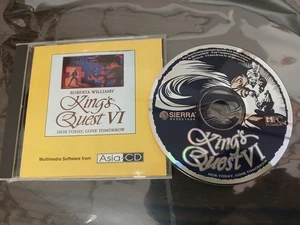 ROBERTA WILLIAMS'
King's
Quest VI
HEIR TODAY, GONE TOMORROW
Multimedia Software from
Asia CD
SIERRA
King's
Quest VI
HEIR TODAY, GONE TOMORROW